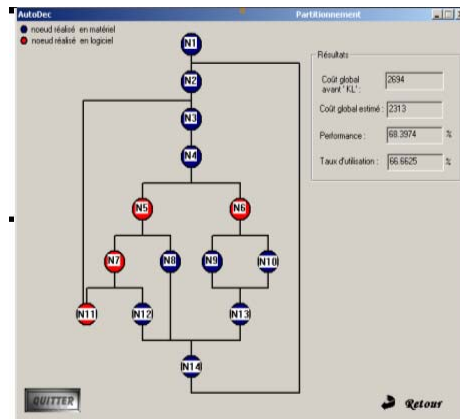 AutoDec Partitionnement
noeud réalisé en matériel
noeud réalisé en logiciel
N1
N2
N3
N4
N5 N6
N7 N8 N9 N10
N11 N12 N13
N14
Résultats
Coût global
avant ' KL' : 2694
Coût global estimé : 2313
Performance : 68.3974 %
Taux d'utilisation : 66.6625 %
QUITTER
Retour